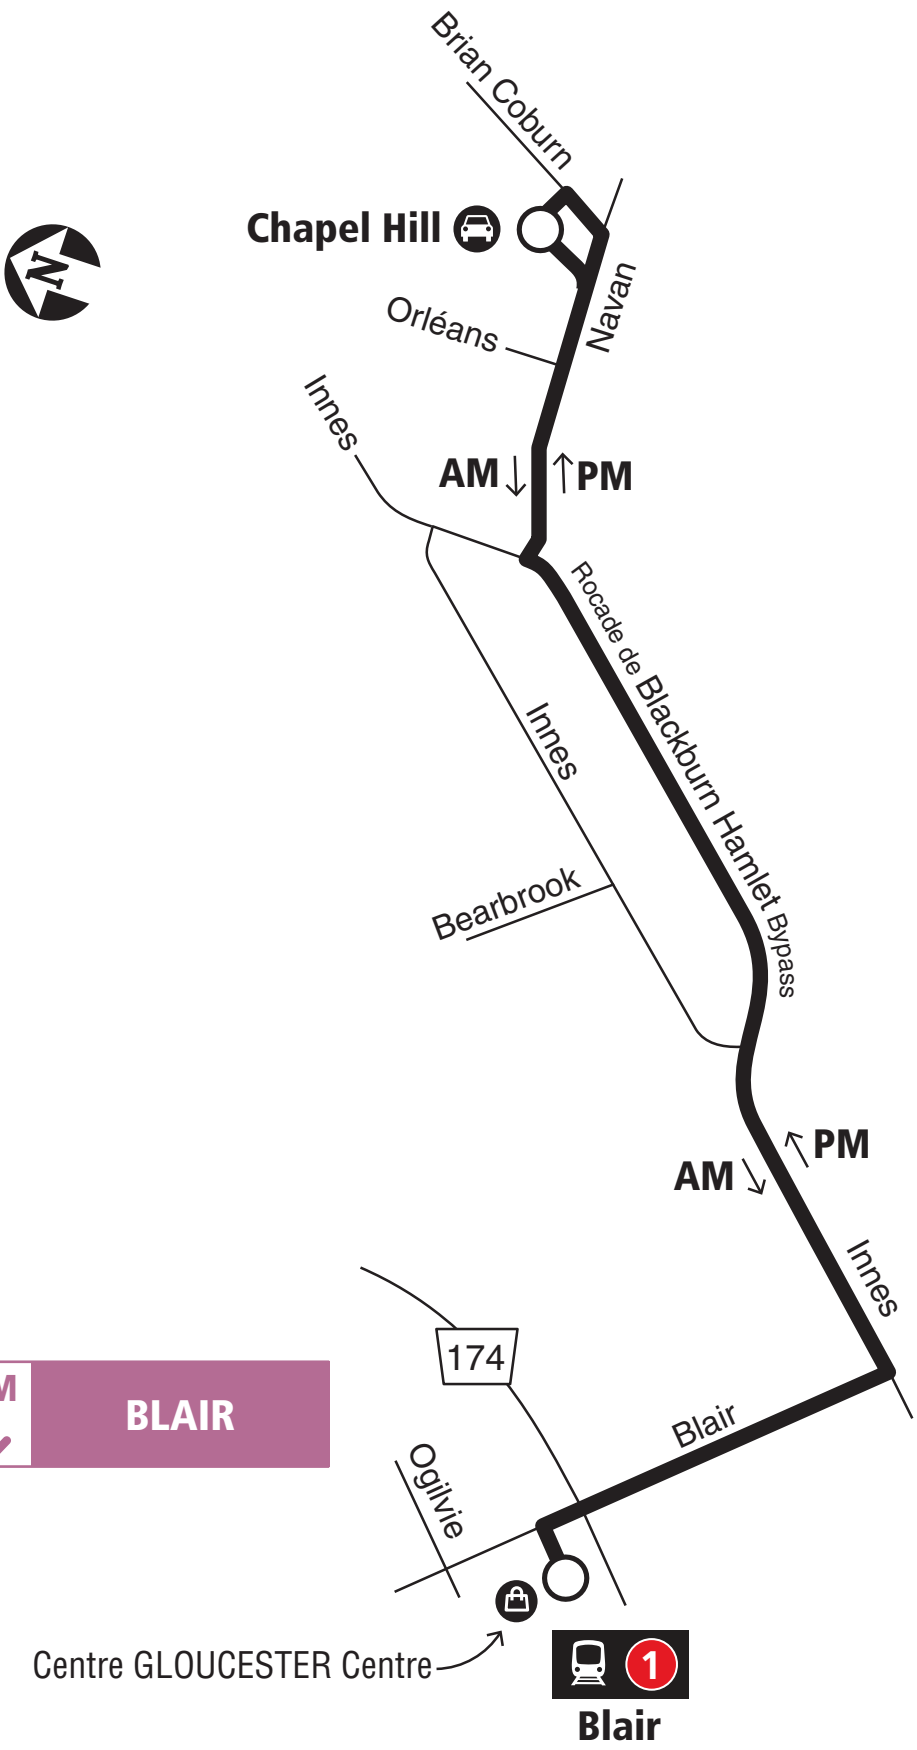 Brian Coburn
Chapel Hill
N
Navan
Orléans
Innes
AM
PM
Rocade de Blackburn Hamlet Bypass
Innes
Bearbrook
PM
AM
Innes
174
BLAIR
Blair
Ogilvie
Centre GLOUCESTER Centre
1
Blair